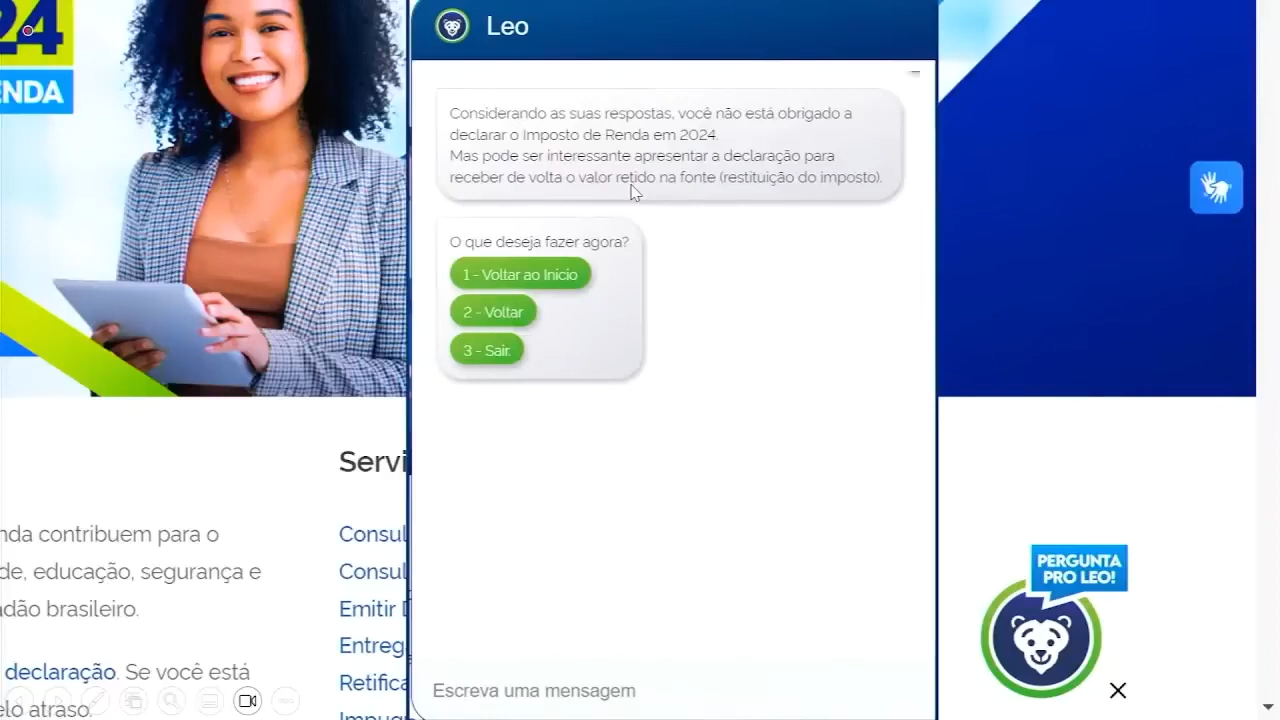 24
ENDA
Leo
Considerando as suas respostas, você não está obrigado a
declarar o Imposto de Renda em 2024.
Mas pode ser interessante apresentar a declaração para
receber de volta o valor retido na fonte (restituição do imposto).
O que deseja fazer agora?
1 - Voltar ao Início
2 - Voltar
3 - Sair.
Escreva uma mensagem
Servi
nda contribuem para o
de, educação, segurança e
adão brasileiro.
declaração. Se você está
elo atraso.
Consul
Consul
Emitir D
Entreg
Retifica
Impug
PERGUNTA
PRO LEO!